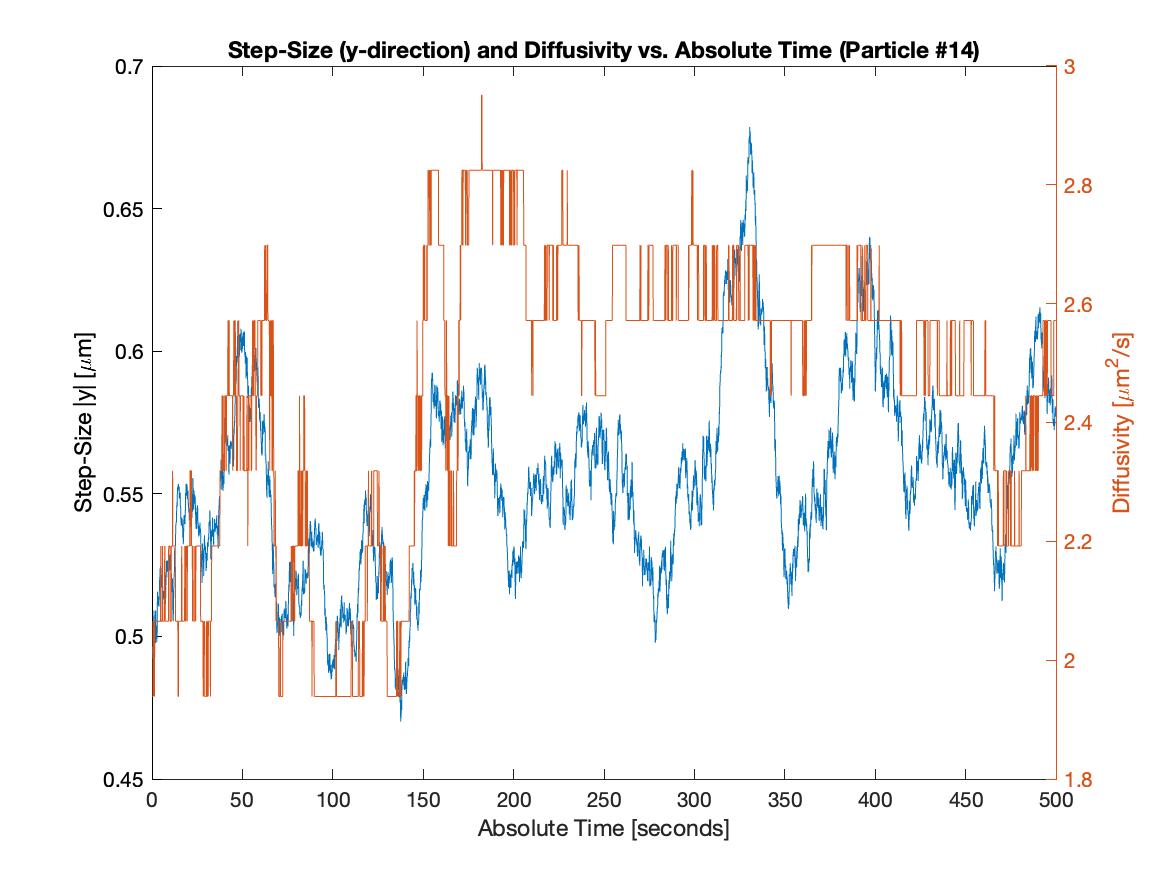 Step-Size (y-direction) and Diffusivity vs. Absolute Time (Particle #14)
0.7
0.65
0.6
0.55
0.5
0.45
Step-Size |y| [μm]
3
2.8
2.6
2.4
2.2
2
1.8
Diffusivity [μm²/s]
0 50 100 150 200 250 300 350 400 450 500
Absolute Time [seconds]